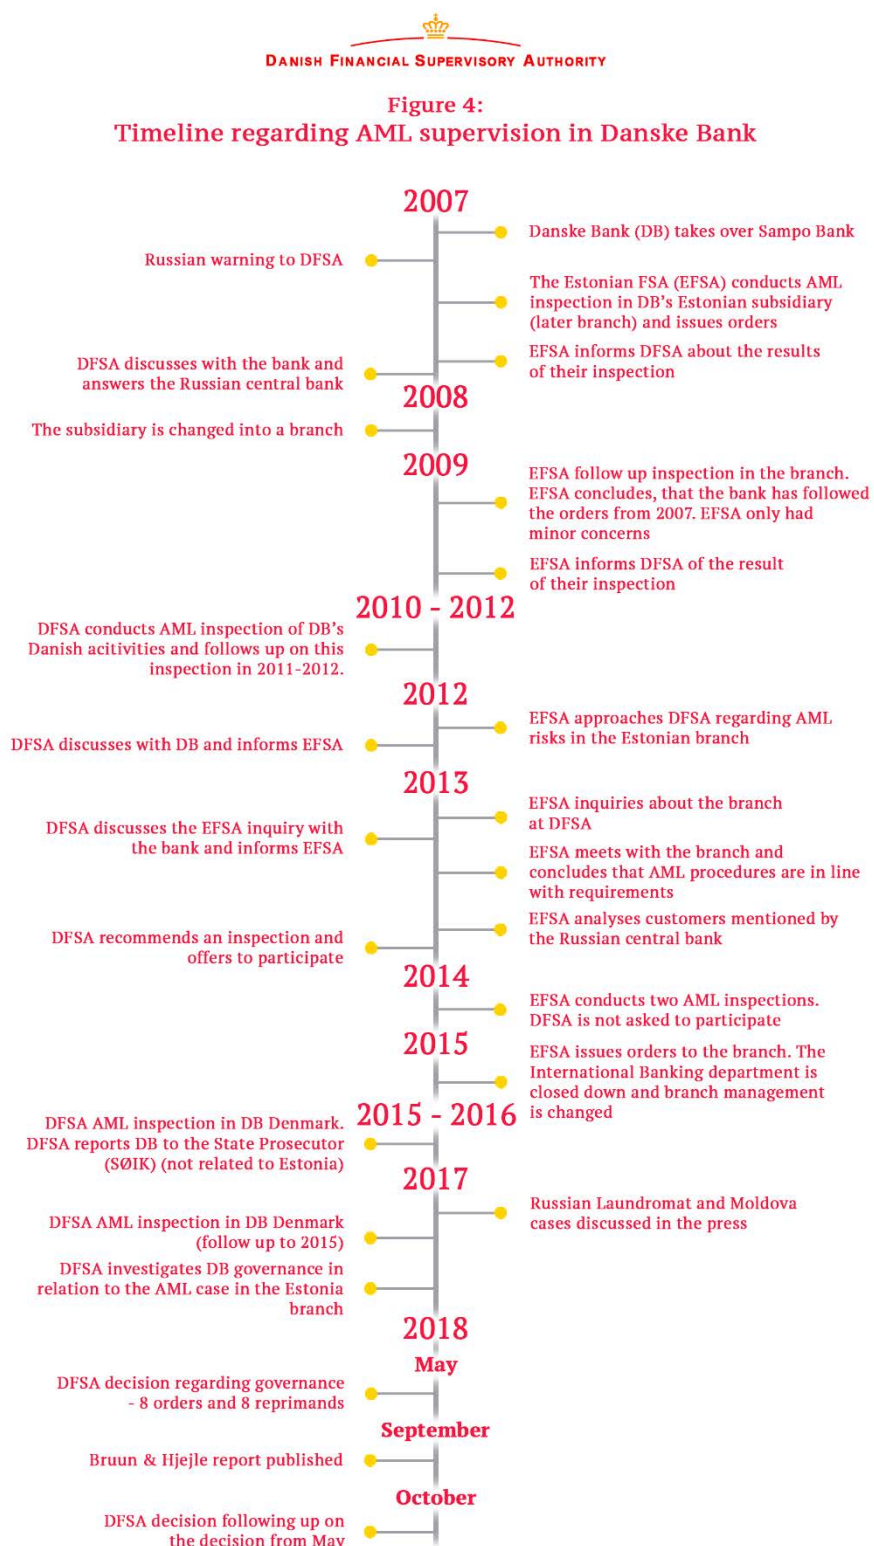 DANISH FINANCIAL SUPERVISORY AUTHORITY
Figure 4:
Timeline regarding AML supervision in Danske Bank
2007
Danske Bank (DB) takes over Sampo Bank
Russian warning to DFSA
The Estonian FSA (EFSA) conducts AML
inspection in DB's Estonian subsidiary
(later branch) and issues orders
EFSA informs DFSA about the results
of their inspection
DFSA discusses with the bank and
answers the Russian central bank
2008
The subsidiary is changed into a branch
2009
EFSA follow up inspection in the branch.
EFSA concludes, that the bank has followed
the orders from 2007. EFSA only had
minor concerns
EFSA informs DFSA of the result
of their inspection
2010 - 2012
DFSA conducts AML inspection of DB's
Danish acitivities and follows up on this
inspection in 2011-2012.
2012
EFSA approaches DFSA regarding AML
risks in the Estonian branch
DFSA discusses with DB and informs EFSA
2013
EFSA inquiries about the branch
at DFSA
DFSA discusses the EFSA inquiry with
the bank and informs EFSA
EFSA meets with the branch and
concludes that AML procedures are in line
with requirements
EFSA analyses customers mentioned by
the Russian central bank
DFSA recommends an inspection and
offers to participate
2014
EFSA conducts two AML inspections.
DFSA is not asked to participate
2015
EFSA issues orders to the branch. The
International Banking department is
closed down and branch management
is changed
2015 - 2016
DFSA AML inspection in DB Denmark.
DFSA reports DB to the State Prosecutor
(SØIK) (not related to Estonia)
2017
Russian Laundromat and Moldova
cases discussed in the press
DFSA AML inspection in DB Denmark
(follow up to 2015)
DFSA investigates DB governance in
relation to the AML case in the Estonia
branch
2018
May
DFSA decision regarding governance
- 8 orders and 8 reprimands
September
Bruun & Hjejle report published
October
DFSA decision following up on
the decision from May